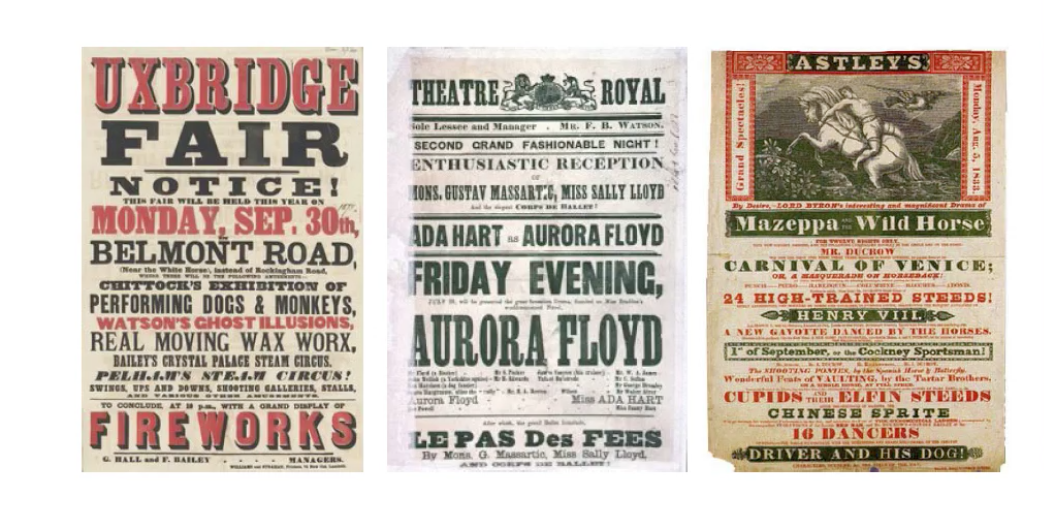 UXBRIDGE
FAIR
NOTICE!
THIS FAIR WILL BE HELD THIS YEAR ON
MONDAY, SEP. 30th,
BELMONT ROAD,
(Near the White Horse), instead of Rockingham Road,
WHERE THERE WILL BE THE FOLLOWING AMUSEMENTS:—
CHITTOCK'S EXHIBITION OF
PERFORMING DOGS & MONKEYS,
WATSON'S GHOST ILLUSIONS,
REAL MOVING WAX WORX,
BAILEY'S CRYSTAL PALACE STEAM CIRCUS.
PELHAM'S STEAM CIRCUS!
SWINGS, UPS AND DOWNS, SHOOTING GALLERIES, STALLS,
AND VARIOUS OTHER AMUSEMENTS.
TO CONCLUDE, AT 10 p.m., WITH A GRAND DISPLAY OF
FIREWORKS
G. HALL and F. BAILEY - - - - MANAGERS.
THEATRE ROYAL
Sole Lessee and Manager . MR. F. B. WATSON.
SECOND GRAND FASHIONABLE NIGHT!
ENTHUSIASTIC RECEPTION
OF
MONS. GUSTAV MASSARTIC, MISS SALLY LLOYD
And the elegant CORPS DE BALLET!
ADA HART as AURORA FLOYD
FRIDAY EVENING,
AURORA FLOYD
Aurora Floyd - - Miss ADA HART
After which, the grand Ballet
LE PAS Des FEES
By Mons. G. Massartic, Miss Sally Lloyd,
AND CORPS DE BALLET!
ASTLEY'S
Grand Spectacles!
Monday, Aug. 5, 1833.
By Desire,—LORD BYRON's interesting and magnificent Drama of
Mazeppa AND THE Wild Horse
FOR TWELVE NIGHTS ONLY.
MR. DUCROW
CARNIVAL OF VENICE;
OR, A MASQUERADE ON HORSEBACK:
24 HIGH-TRAINED STEEDS!
HENRY VIII.
A NEW GAVOTTE DANCED BY THE HORSES.
1st of September, or the Cockney Sportsman!
The SHOOTING PONIES, by the Spanish Horse & Butterfly.
Wonderful Feats of VAULTING, by the Tartar Brothers,
CUPIDS AND THEIR ELFIN STEEDS
CHINESE SPRITE
16 DANCERS
DRIVER AND HIS DOG!